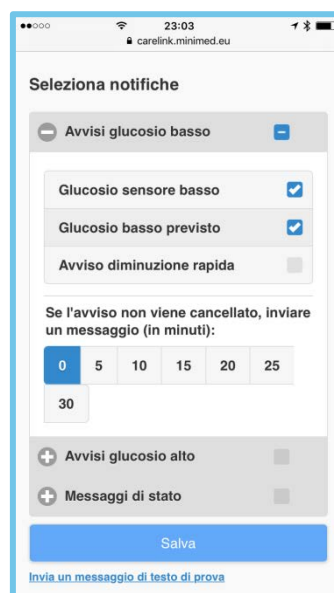 23:03
carelink.minimed.eu
Seleziona notifiche
Avvisi glucosio basso
Glucosio sensore basso
Glucosio basso previsto
Avviso diminuzione rapida
Se l'avviso non viene cancellato, inviare
un messaggio (in minuti):
0 5 10 15 20 25
30
Avvisi glucosio alto
Messaggi di stato
Salva
Invia un messaggio di testo di prova